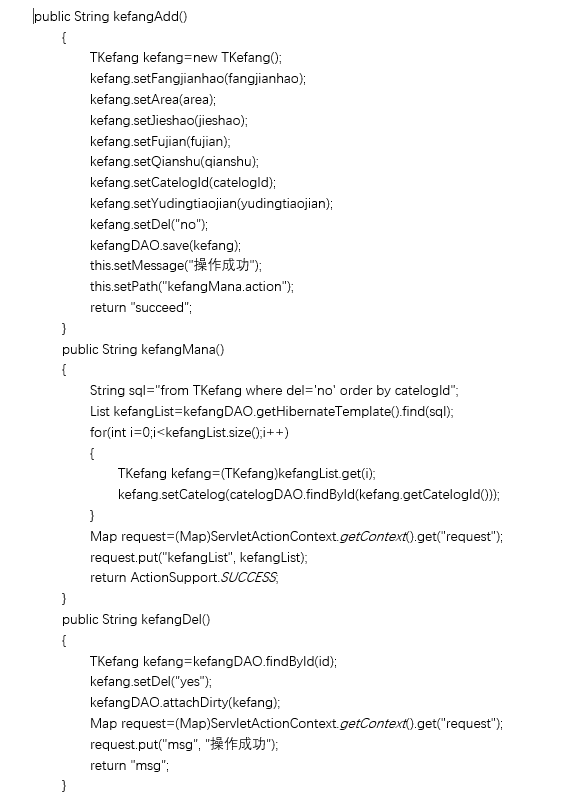 public String kefangAdd()
{
TKefang kefang=new TKefang();
kefang.setFangjianhao(fangjianhao);
kefang.setArea(area);
kefang.setJieshao(jieshao);
kefang.setFujian(fujian);
kefang.setQianshu(qianshu);
kefang.setCatelogId(catelogId);
kefang.setYudingtiaojian(yudingtiaojian);
kefang.setDel("no");
kefangDAO.save(kefang);
this.setMessage("操作成功");
this.setPath("kefangMana.action");
return "succeed";
}
public String kefangMana()
{
String sql="from TKefang where del='no' order by catelogId";
List kefangList=kefangDAO.getHibernateTemplate().find(sql);
for(int i=0;i<kefangList.size();i++)
{
TKefang kefang=(TKefang)kefangList.get(i);
kefang.setCatelog(catelogDAO.findById(kefang.getCatelogId()));
}
Map request=(Map)ServletActionContext.getContext().get("request");
request.put("kefangList", kefangList);
return ActionSupport.SUCCESS;
}
public String kefangDel()
{
TKefang kefang=kefangDAO.findById(id);
kefang.setDel("yes");
kefangDAO.attachDirty(kefang);
Map request=(Map)ServletActionContext.getContext().get("request");
request.put("msg", "操作成功");
return "msg";
}